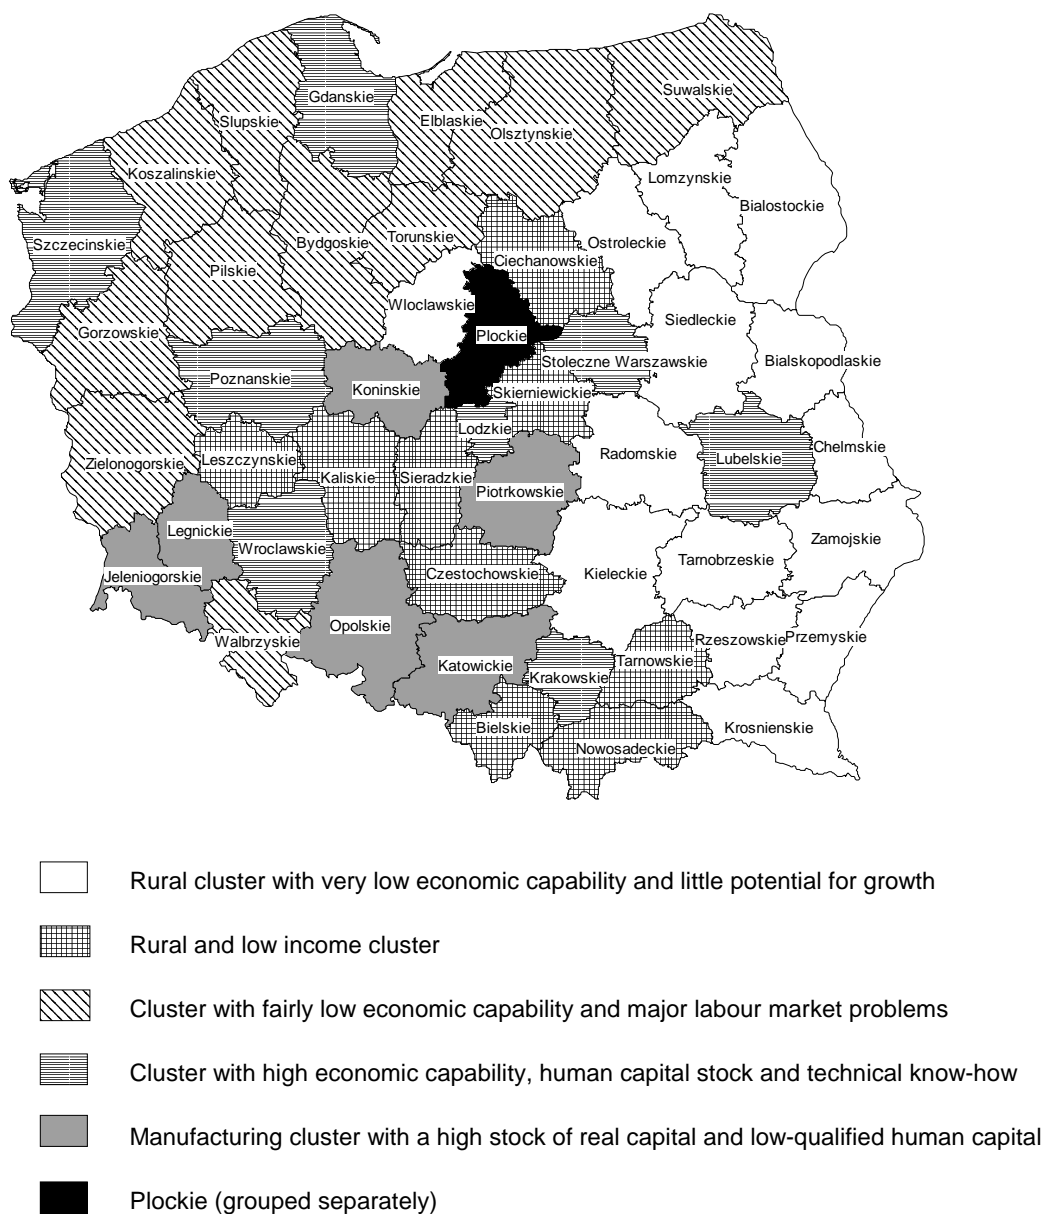 Suwalskie
Gdanskie
Slupskie
Elblaskie
Olsztynskie
Koszalinskie
Lomzynskie
Bialostockie
Szczecinskie
Bydgoskie
Torunskie
Ostroleckie
Ciechanowskie
Pilskie
Wloclawskie
Gorzowskie
Plockie
Siedleckie
Stoleczne Warszawskie
Bialskopodlaskie
Poznanskie
Koninskie
Skierniewickie
Lodzkie
Radomskie
Lubelskie
Chelmskie
Zielonogorskie
Leszczynskie
Kaliskie
Sieradzkie
Piotrkowskie
Legnickie
Wroclawskie
Zamojskie
Tarnobrzeskie
Jeleniogorskie
Czestochowskie
Kieleckie
Walbrzyskie
Opolskie
Rzeszowskie
Przemyskie
Katowickie
Krakowskie
Tarnowskie
Bielskie
Nowosadeckie
Krosnienskie
Rural cluster with very low economic capability and little potential for growth
Rural and low income cluster
Cluster with fairly low economic capability and major labour market problems
Cluster with high economic capability, human capital stock and technical know-how
Manufacturing cluster with a high stock of real capital and low-qualified human capital
Plockie (grouped separately)